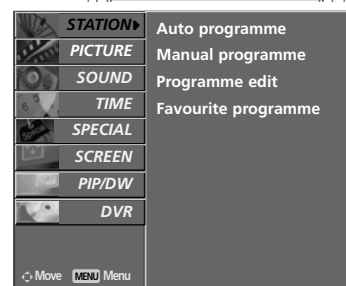 STATION
PICTURE
SOUND
TIME
SPECIAL
SCREEN
PIP/DW
DVR
Move MENU Menu
Auto programme
Manual programme
Programme edit
Favourite programme